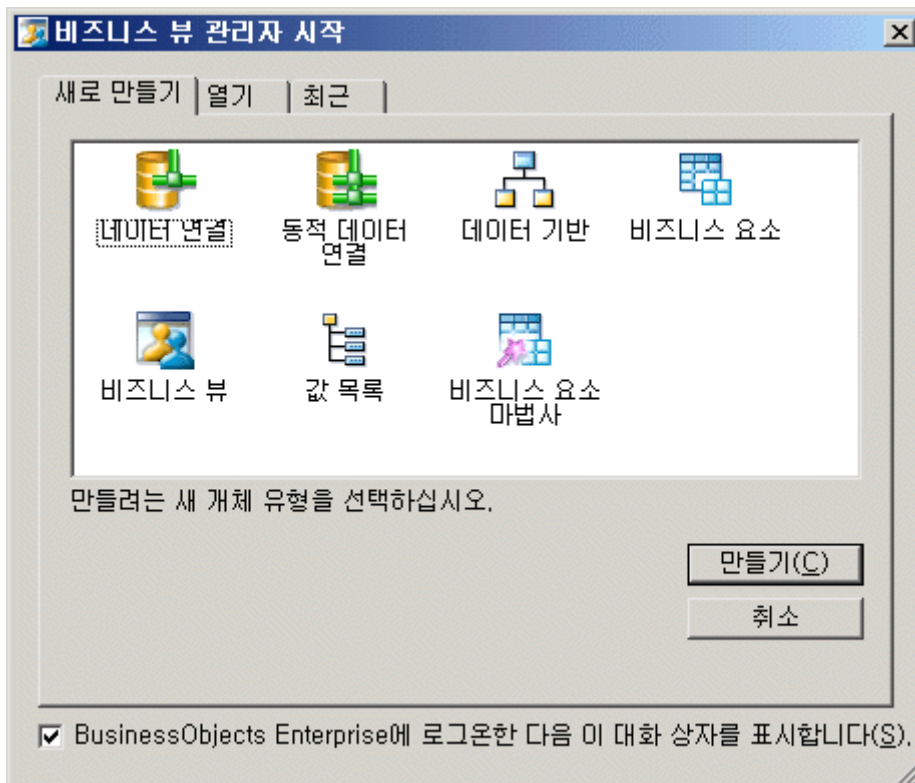 비즈니스 뷰 관리자 시작
새로 만들기 열기 최근
데이터 연결 동적 데이터 연결 데이터 기반 비즈니스 요소
비즈니스 뷰 값 목록 비즈니스 요소 마법사
만들려는 새 개체 유형을 선택하십시오.
만들기(C)
취소
BusinessObjects Enterprise에 로그온한 다음 이 대화 상자를 표시합니다(S).